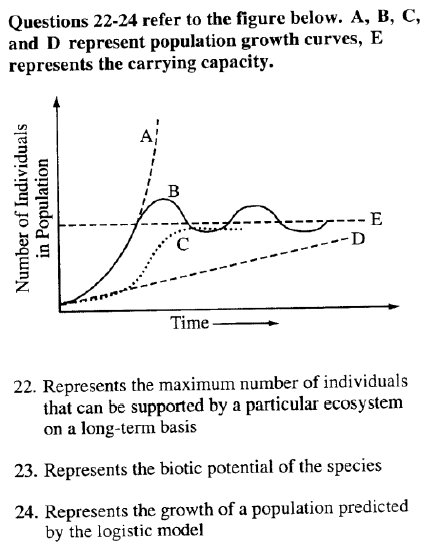 Questions 22-24 refer to the figure below. A, B, C,
and D represent population growth curves, E
represents the carrying capacity.
Number of Individuals
in Population
A
B
C
E
D
Time
22. Represents the maximum number of individuals
that can be supported by a particular ecosystem
on a long-term basis
23. Represents the biotic potential of the species
24. Represents the growth of a population predicted
by the logistic model